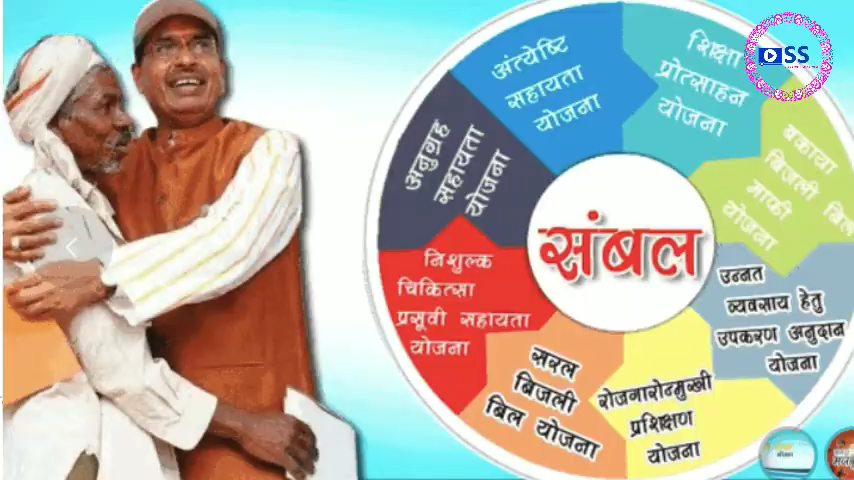 SS
अंत्येष्टि
सहायता
योजना
शिक्षा
प्रोत्साहन
योजना
बकाया
बिजली बिल
माफी
योजना
उन्नत
व्यवसाय हेतु
उपकरण अनुदान
योजना
रोजगारोन्मुखी
प्रशिक्षण
योजना
सरल
बिजली
बिल योजना
निशुल्क
चिकित्सा
प्रसूती सहायता
योजना
अनुग्रह
सहायता
योजना
संबल